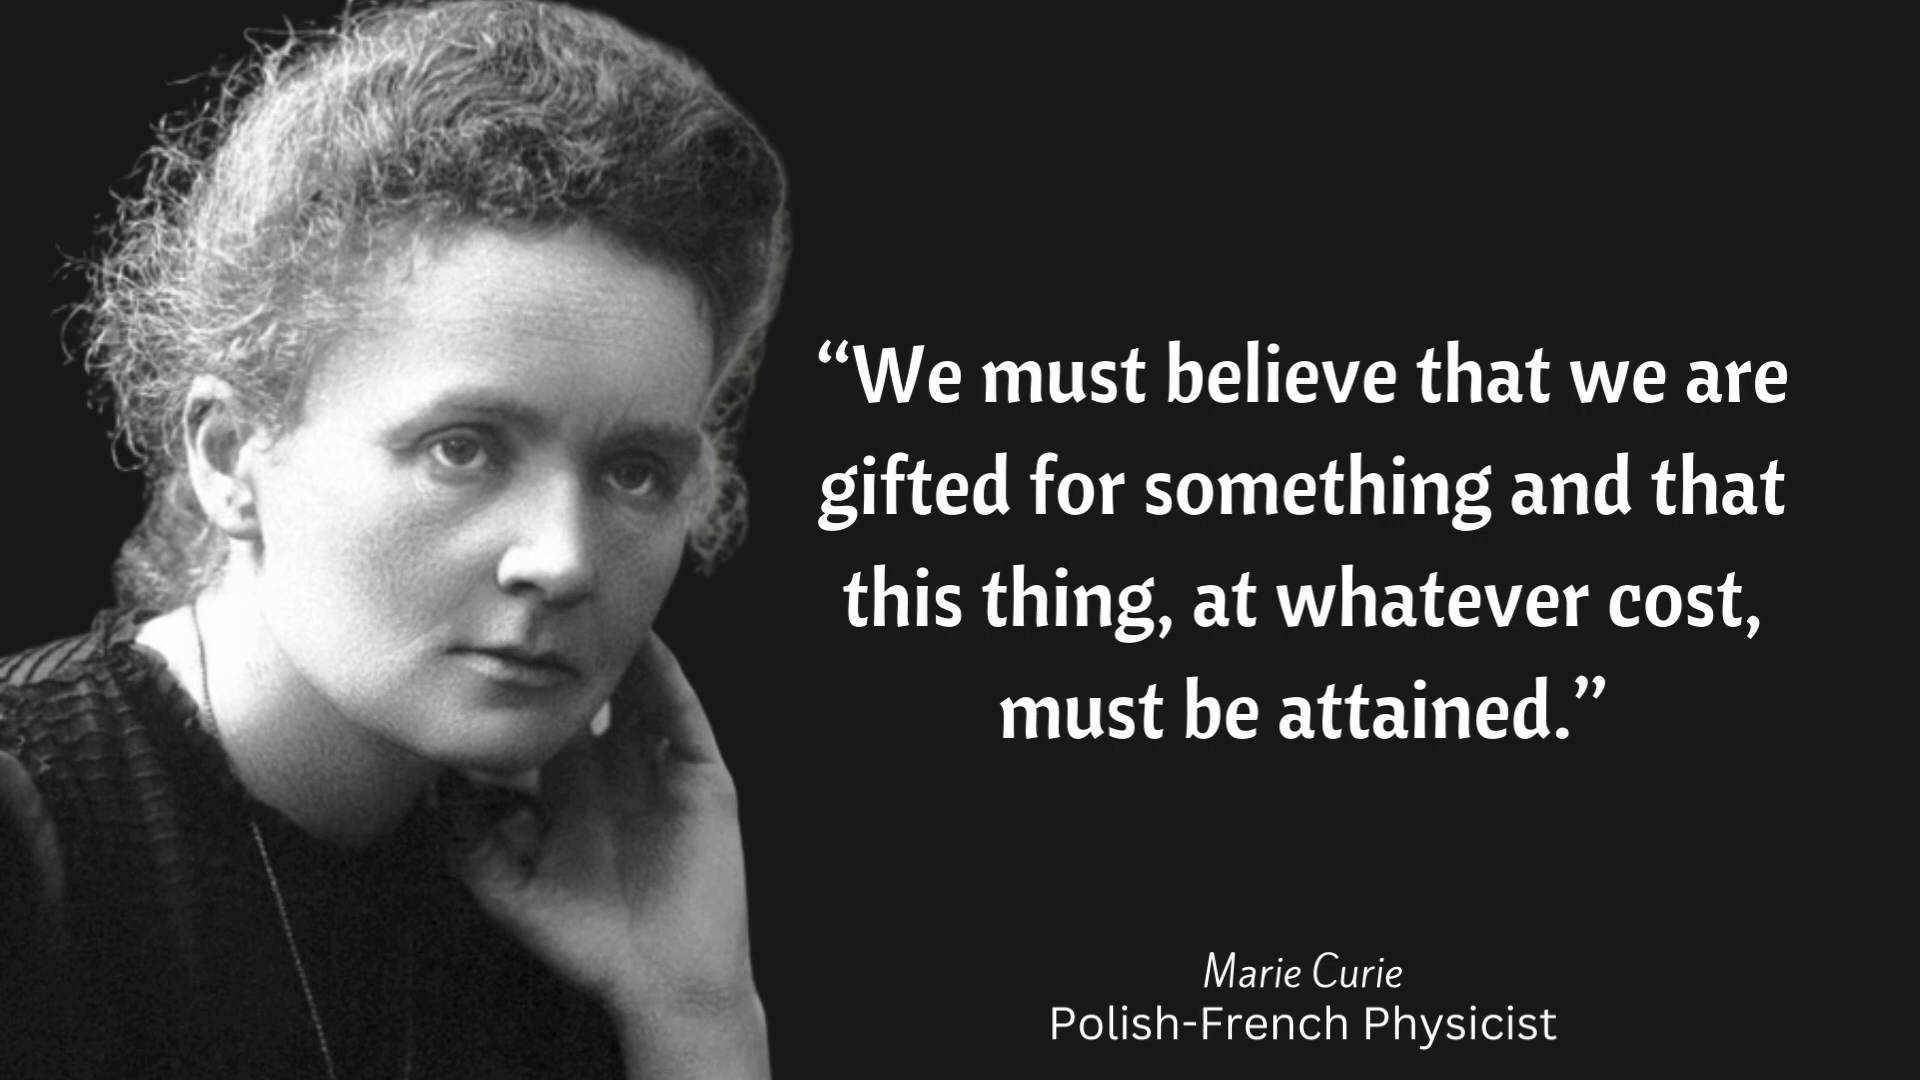 “We must believe that we are
gifted for something and that
this thing, at whatever cost,
must be attained.”
Marie Curie
Polish-French Physicist